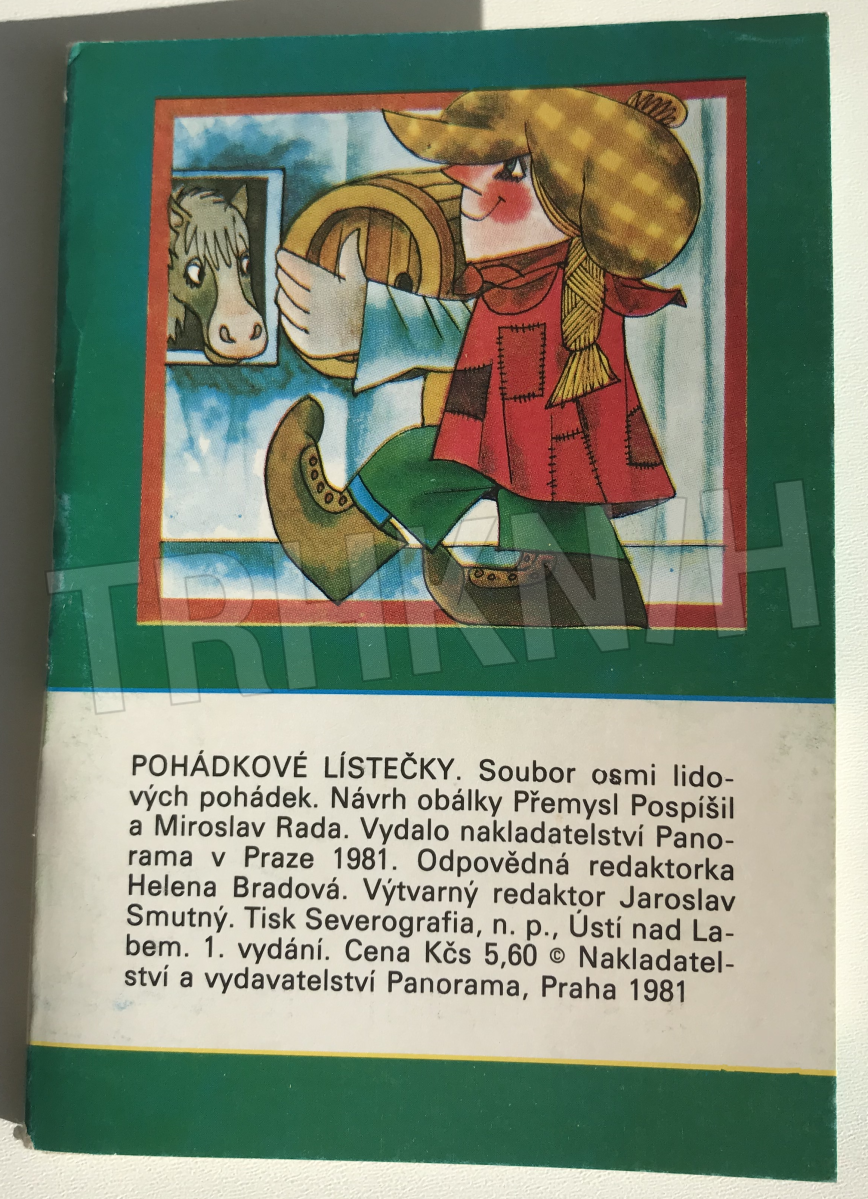 TRHKNIH
POHÁDKOVÉ LÍSTEČKY. Soubor osmi lido-
vých pohádek. Návrh obálky Přemysl Pospíšil
a Miroslav Rada. Vydalo nakladatelství Pano-
rama v Praze 1981. Odpovědná redaktorka
Helena Bradová. Výtvarný redaktor Jaroslav
Smutný. Tisk Severografia, n. p., Ústí nad La-
bem. 1. vydání. Cena Kčs 5,60 © Nakladatel-
ství a vydavatelství Panorama, Praha 1981